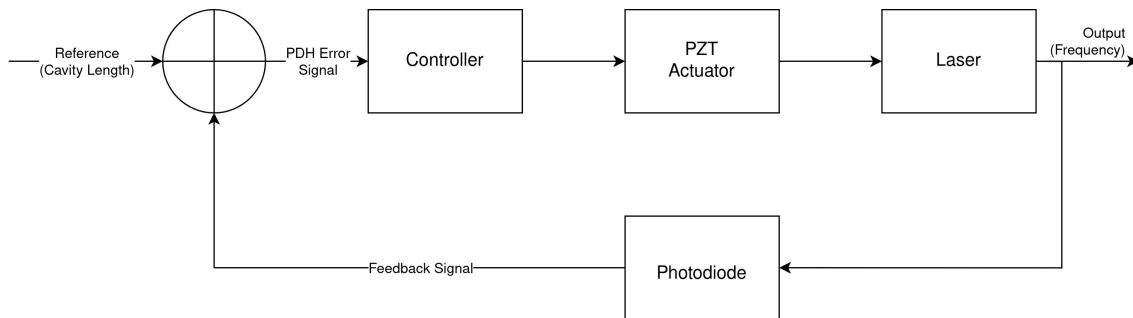 Reference
(Cavity Length)
PDH Error
Signal
Controller
PZT
Actuator
Laser
Output
(Frequency)
Feedback Signal
Photodiode